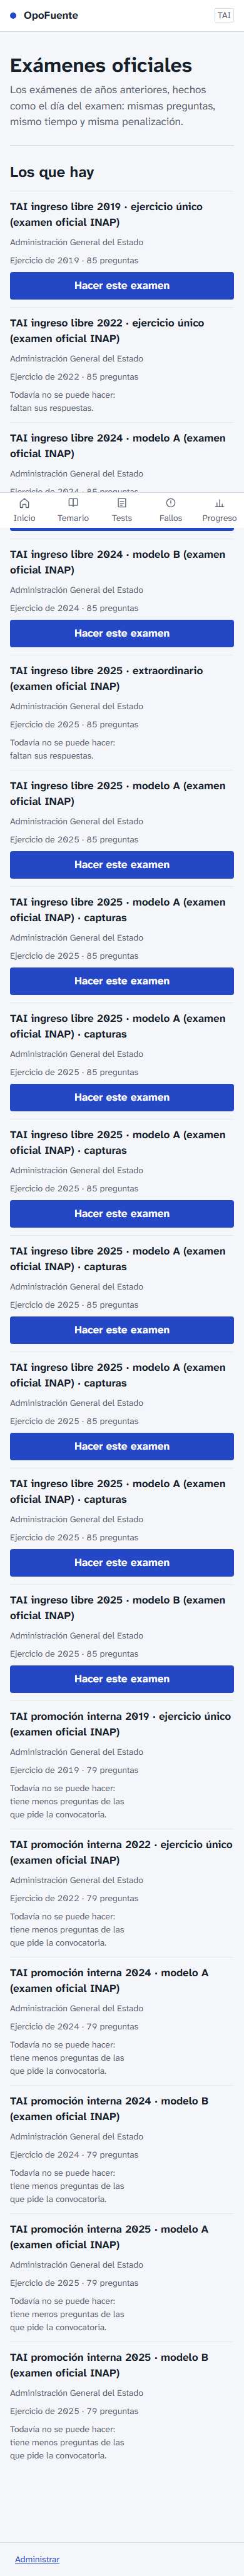 OpoFuente
TAI
Exámenes oficiales
Los exámenes de años anteriores, hechos
como el día del examen: mismas preguntas,
mismo tiempo y misma penalización.
Los que hay
TAI ingreso libre 2019 · ejercicio único
(examen oficial INAP)
Administración General del Estado
Ejercicio de 2019 · 85 preguntas
Hacer este examen
TAI ingreso libre 2022 · ejercicio único
(examen oficial INAP)
Administración General del Estado
Ejercicio de 2022 · 85 preguntas
Todavía no se puede hacer:
faltan sus respuestas.
TAI ingreso libre 2024 · modelo A (examen
oficial INAP)
Administración General del Estado
Ejercicio de 2024 · 85 preguntas
Inicio
Temario
Tests
Fallos
Progreso
TAI ingreso libre 2024 · modelo B (examen
oficial INAP)
Administración General del Estado
Ejercicio de 2024 · 85 preguntas
Hacer este examen
TAI ingreso libre 2025 · extraordinario
(examen oficial INAP)
Administración General del Estado
Ejercicio de 2025 · 85 preguntas
Todavía no se puede hacer:
faltan sus respuestas.
TAI ingreso libre 2025 · modelo A (examen
oficial INAP)
Administración General del Estado
Ejercicio de 2025 · 85 preguntas
Hacer este examen
TAI ingreso libre 2025 · modelo A (examen
oficial INAP) · capturas
Administración General del Estado
Ejercicio de 2025 · 85 preguntas
Hacer este examen
TAI ingreso libre 2025 · modelo A (examen
oficial INAP) · capturas
Administración General del Estado
Ejercicio de 2025 · 85 preguntas
Hacer este examen
TAI ingreso libre 2025 · modelo A (examen
oficial INAP) · capturas
Administración General del Estado
Ejercicio de 2025 · 85 preguntas
Hacer este examen
TAI ingreso libre 2025 · modelo A (examen
oficial INAP) · capturas
Administración General del Estado
Ejercicio de 2025 · 85 preguntas
Hacer este examen
TAI ingreso libre 2025 · modelo A (examen
oficial INAP) · capturas
Administración General del Estado
Ejercicio de 2025 · 85 preguntas
Hacer este examen
TAI ingreso libre 2025 · modelo A (examen
oficial INAP) · capturas
Administración General del Estado
Ejercicio de 2025 · 85 preguntas
Hacer este examen
TAI ingreso libre 2025 · modelo B (examen
oficial INAP)
Administración General del Estado
Ejercicio de 2025 · 85 preguntas
Hacer este examen
TAI promoción interna 2019 · ejercicio único
(examen oficial INAP)
Administración General del Estado
Ejercicio de 2019 · 79 preguntas
Todavía no se puede hacer:
tiene menos preguntas de las
que pide la convocatoria.
TAI promoción interna 2022 · ejercicio único
(examen oficial INAP)
Administración General del Estado
Ejercicio de 2022 · 79 preguntas
Todavía no se puede hacer:
tiene menos preguntas de las
que pide la convocatoria.
TAI promoción interna 2024 · modelo A
(examen oficial INAP)
Administración General del Estado
Ejercicio de 2024 · 79 preguntas
Todavía no se puede hacer:
tiene menos preguntas de las
que pide la convocatoria.
TAI promoción interna 2024 · modelo B
(examen oficial INAP)
Administración General del Estado
Ejercicio de 2024 · 79 preguntas
Todavía no se puede hacer:
tiene menos preguntas de las
que pide la convocatoria.
TAI promoción interna 2025 · modelo A
(examen oficial INAP)
Administración General del Estado
Ejercicio de 2025 · 79 preguntas
Todavía no se puede hacer:
tiene menos preguntas de las
que pide la convocatoria.
TAI promoción interna 2025 · modelo B
(examen oficial INAP)
Administración General del Estado
Ejercicio de 2025 · 79 preguntas
Todavía no se puede hacer:
tiene menos preguntas de las
que pide la convocatoria.
Administrar